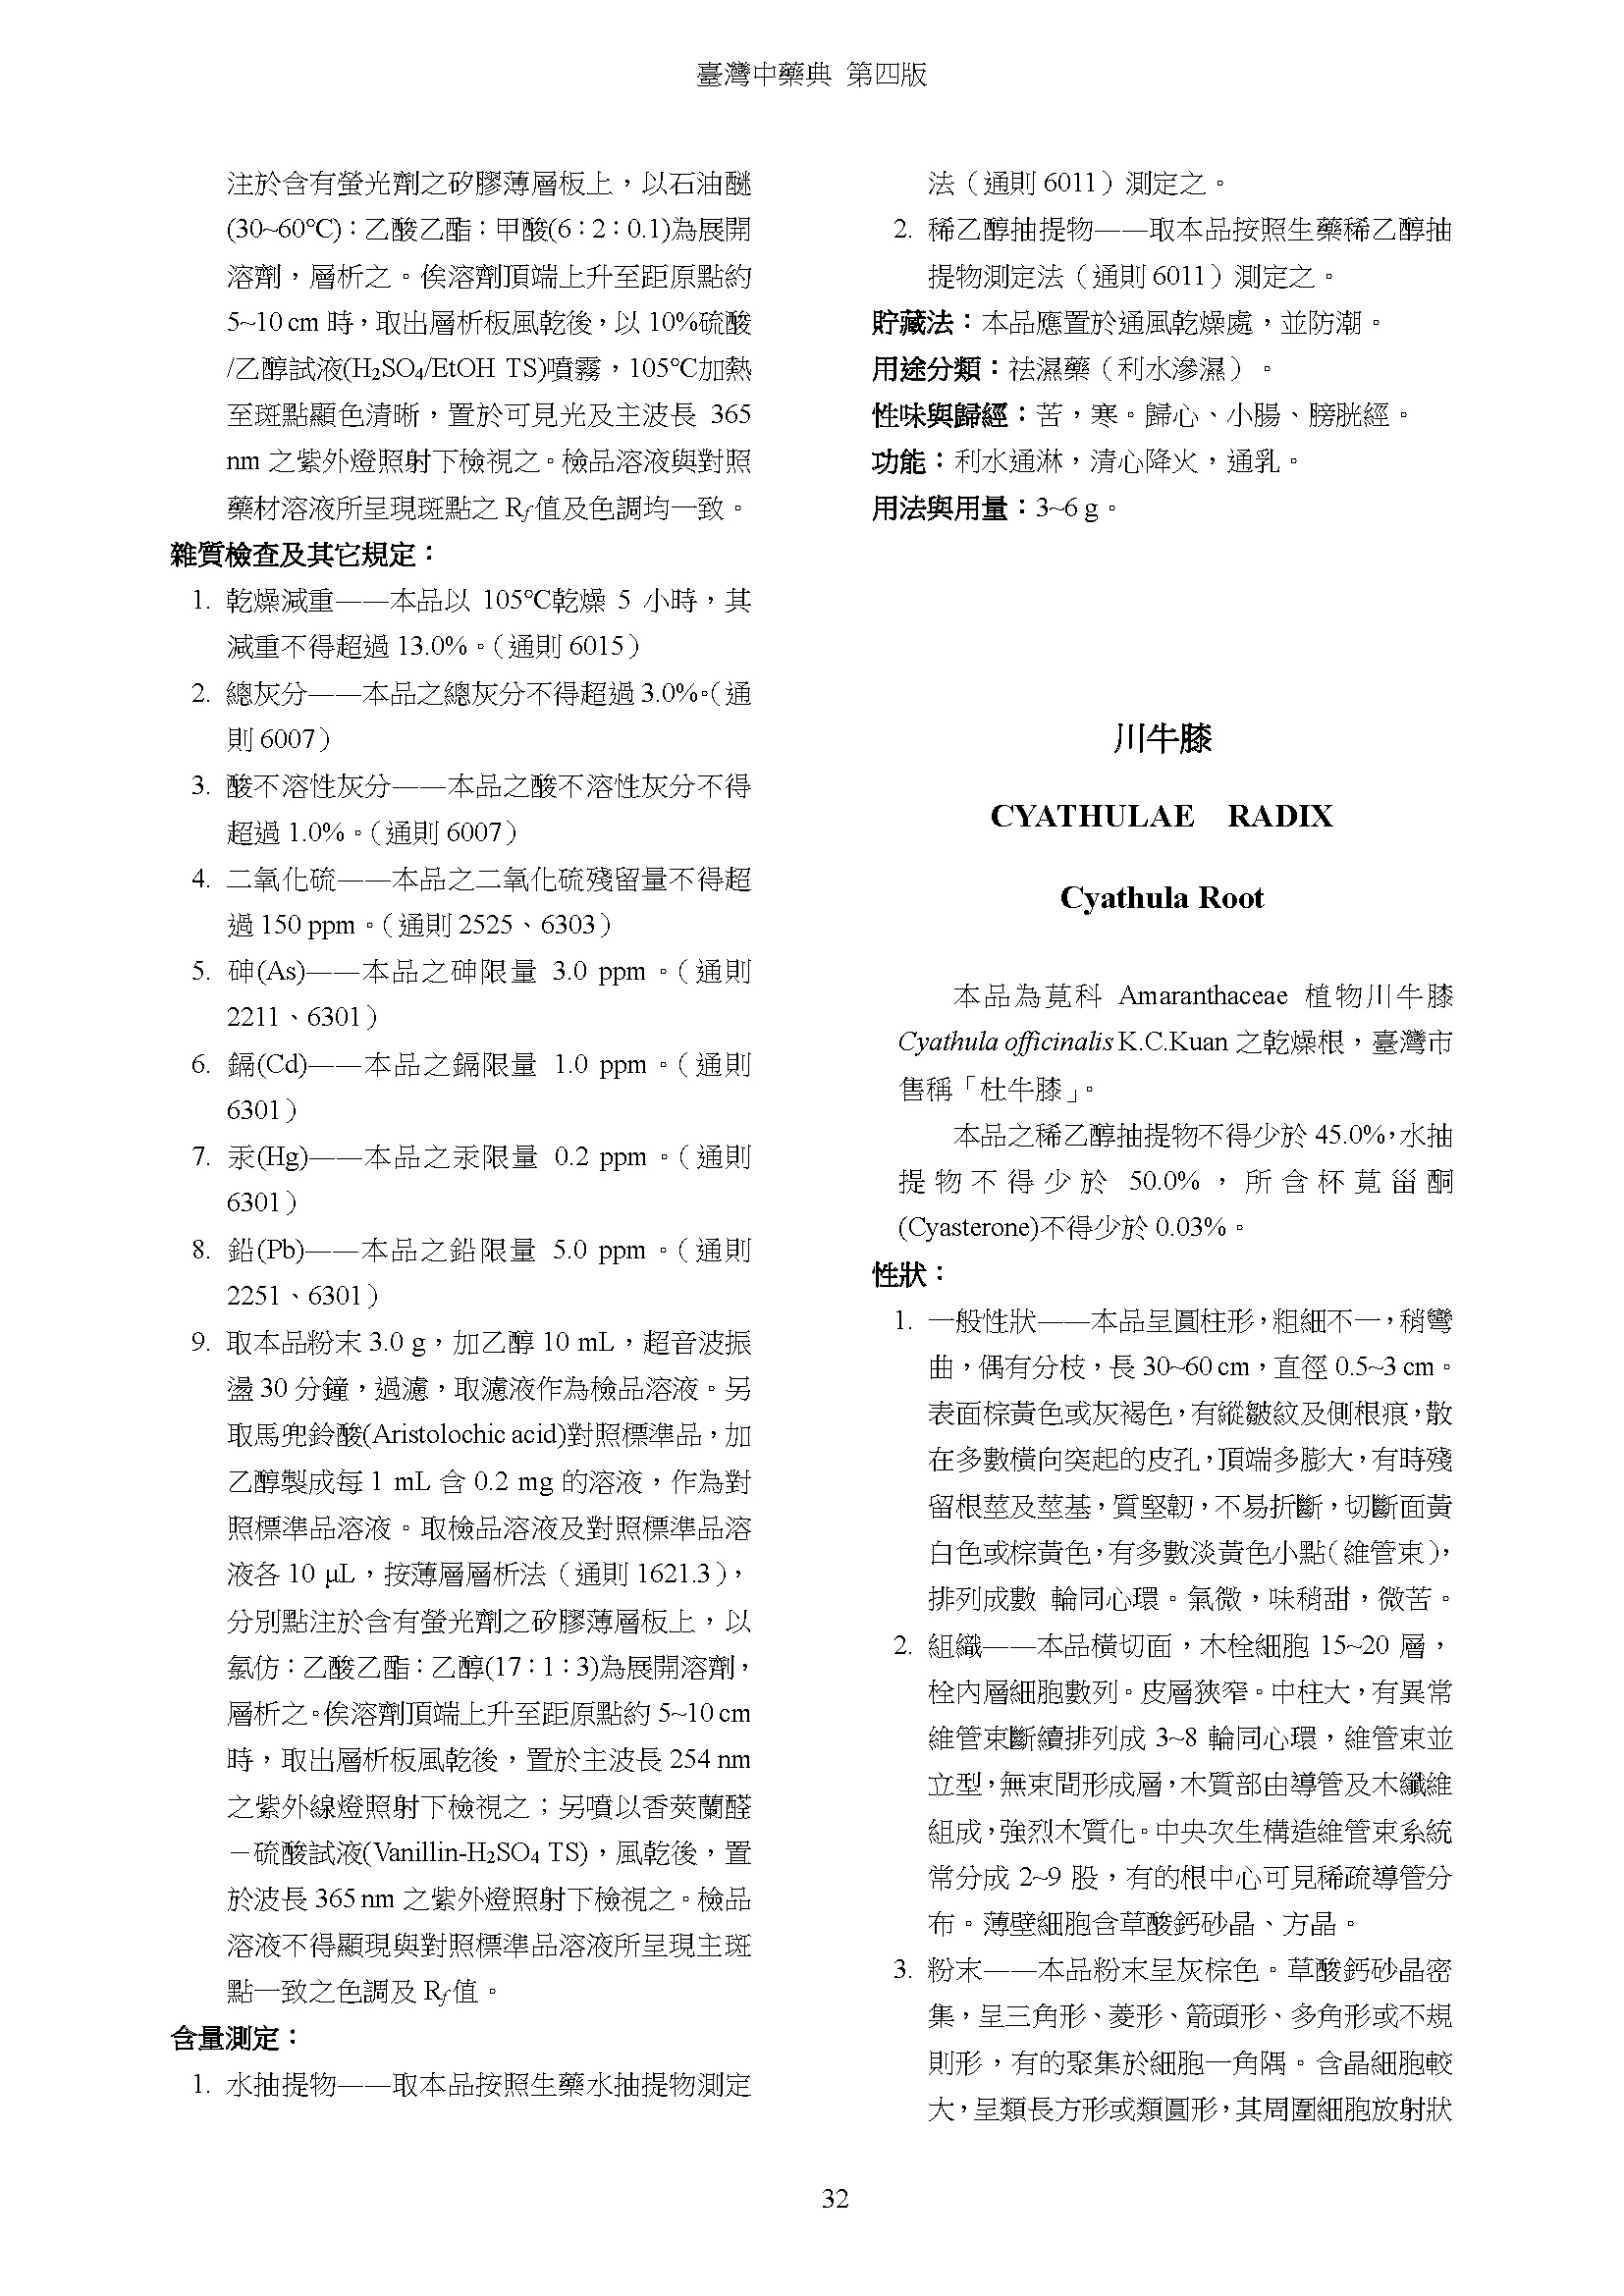 臺灣中藥典 第四版
注於含有螢光劑之矽膠薄層板上，以石油醚
(30~60℃)：乙酸乙酯：甲酸(6：2：0.1)為展開
溶劑，層析之。俟溶劑頂端上升至距原點約
5~10 cm 時，取出層析板風乾後，以 10%硫酸
/乙醇試液(H₂SO₄/EtOH TS)噴霧，105℃加熱
至斑點顯色清晰，置於可見光及主波長 365
nm 之紫外燈照射下檢視之。檢品溶液與對照
藥材溶液所呈現斑點之 Rf 值及色調均一致。
雜質檢查及其它規定：
1. 乾燥減重——本品以 105℃乾燥 5 小時，其
減重不得超過 13.0%。（通則 6015）
2. 總灰分——本品之總灰分不得超過 3.0%。（通
則 6007）
3. 酸不溶性灰分——本品之酸不溶性灰分不得
超過 1.0%。（通則 6007）
4. 二氧化硫——本品之二氧化硫殘留量不得超
過 150 ppm。（通則 2525、6303）
5. 砷(As)——本品之砷限量 3.0 ppm。（通則
2211、6301）
6. 鎘(Cd)——本品之鎘限量 1.0 ppm。（通則
6301）
7. 汞(Hg)——本品之汞限量 0.2 ppm。（通則
6301）
8. 鉛(Pb)——本品之鉛限量 5.0 ppm。（通則
2251、6301）
9. 取本品粉末 3.0 g，加乙醇 10 mL，超音波振
盪 30 分鐘，過濾，取濾液作為檢品溶液。另
取馬兜鈴酸(Aristolochic acid)對照標準品，加
乙醇製成每 1 mL 含 0.2 mg 的溶液，作為對
照標準品溶液。取檢品溶液及對照標準品溶
液各 10 μL，按薄層層析法（通則 1621.3），
分別點注於含有螢光劑之矽膠薄層板上，以
氯仿：乙酸乙酯：乙醇(17：1：3)為展開溶劑，
層析之。俟溶劑頂端上升至距原點約 5~10 cm
時，取出層析板風乾後，置於主波長 254 nm
之紫外線燈照射下檢視之；另噴以香莢蘭醛
－硫酸試液(Vanillin-H₂SO₄ TS)，風乾後，置
於波長 365 nm 之紫外燈照射下檢視之。檢品
溶液不得顯現與對照標準品溶液所呈現主斑
點一致之色調及 Rf 值。
含量測定：
1. 水抽提物——取本品按照生藥水抽提物測定
法（通則 6011）測定之。
2. 稀乙醇抽提物——取本品按照生藥稀乙醇抽
提物測定法（通則 6011）測定之。
貯藏法：本品應置於通風乾燥處，並防潮。
用途分類：祛濕藥（利水滲濕）。
性味與歸經：苦，寒。歸心、小腸、膀胱經。
功能：利水通淋，清心降火，通乳。
用法與用量：3~6 g。
川牛膝
CYATHULAE RADIX
Cyathula Root
本品為莧科 Amaranthaceae 植物川牛膝
Cyathula officinalis K.C.Kuan 之乾燥根，臺灣市
售稱「杜牛膝」。
本品之稀乙醇抽提物不得少於 45.0%，水抽
提物不得少於 50.0%，所含杯莧甾酮
(Cyasterone)不得少於 0.03%。
性狀：
1. 一般性狀——本品呈圓柱形，粗細不一，稍彎
曲，偶有分枝，長 30~60 cm，直徑 0.5~3 cm。
表面棕黃色或灰褐色，有縱皺紋及側根痕，散
在多數橫向突起的皮孔，頂端多膨大，有時殘
留根莖及莖基，質堅韌，不易折斷，切斷面黃
白色或棕黃色，有多數淡黃色小點（維管束），
排列成數 輪同心環。氣微，味稍甜，微苦。
2. 組織——本品橫切面，木栓細胞 15~20 層，
栓內層細胞數列。皮層狹窄。中柱大，有異常
維管束斷續排列成 3~8 輪同心環，維管束並
立型，無束間形成層，木質部由導管及木纖維
組成，強烈木質化。中央次生構造維管束系統
常分成 2~9 股，有的根中心可見稀疏導管分
布。薄壁細胞含草酸鈣砂晶、方晶。
3. 粉末——本品粉末呈灰棕色。草酸鈣砂晶密
集，呈三角形、菱形、箭頭形、多角形或不規
則形，有的聚集於細胞一角隅。含晶細胞較
大，呈類長方形或類圓形，其周圍細胞放射狀
32